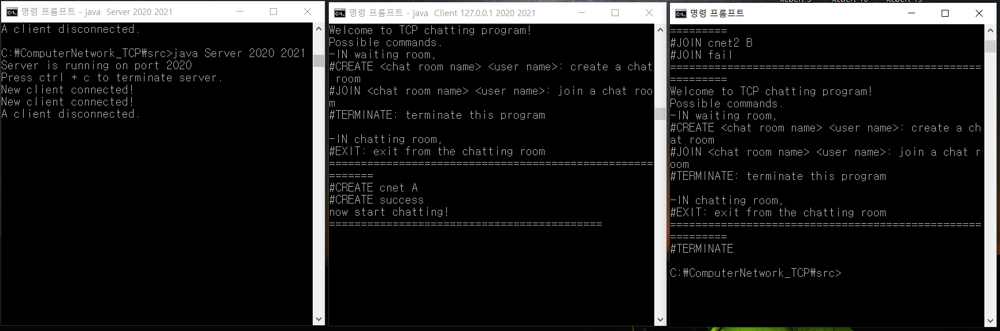 명령 프롬프트 - java  Server 2020 2021
A client disconnected.
C:₩ComputerNetwork_TCP₩src>java Server 2020 2021
Server is running on port 2020
Press ctrl + c to terminate server.
New client connected!
New client connected!
A client disconnected.
명령 프롬프트 - java  Client 127.0.0.1 2020 2021
Welcome to TCP chatting program!
Possible commands.
-IN waiting room,
#CREATE <chat room name> <user name>: create a chat
 room
#JOIN <chat room name> <user name>: join a chat roo
m
#TERMINATE: terminate this program
-IN chatting room,
#EXIT: exit from the chatting room
===================================================
=======
#CREATE cnet A
#CREATE success
now start chatting!
===========================================
명령 프롬프트
=========
#JOIN cnet2 B
#JOIN fail
=================================================
=========
Welcome to TCP chatting program!
Possible commands.
-IN waiting room,
#CREATE <chat room name> <user name>: create a ch
at room
#JOIN <chat room name> <user name>: join a chat r
oom
#TERMINATE: terminate this program
-IN chatting room,
#EXIT: exit from the chatting room
=================================================
=========
#TERMINATE
C:₩ComputerNetwork_TCP₩src>